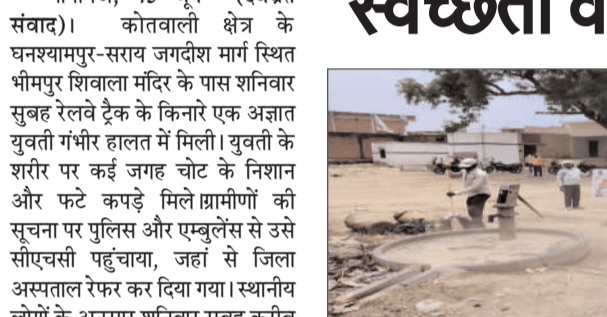 संवाद)। कोतवाली क्षेत्र के
घनश्यामपुर-सराय जगदीश मार्ग स्थित
भीमपुर शिवाला मंदिर के पास शनिवार
सुबह रेलवे ट्रैक के किनारे एक अज्ञात
युवती गंभीर हालत में मिली। युवती के
शरीर पर कई जगह चोट के निशान
और फटे कपड़े मिले।ग्रामीणों की
सूचना पर पुलिस और एम्बुलेंस से उसे
सीएचसी पहुंचाया, जहां से जिला
अस्पताल रेफर कर दिया गया। स्थानीय
स्वच्छता